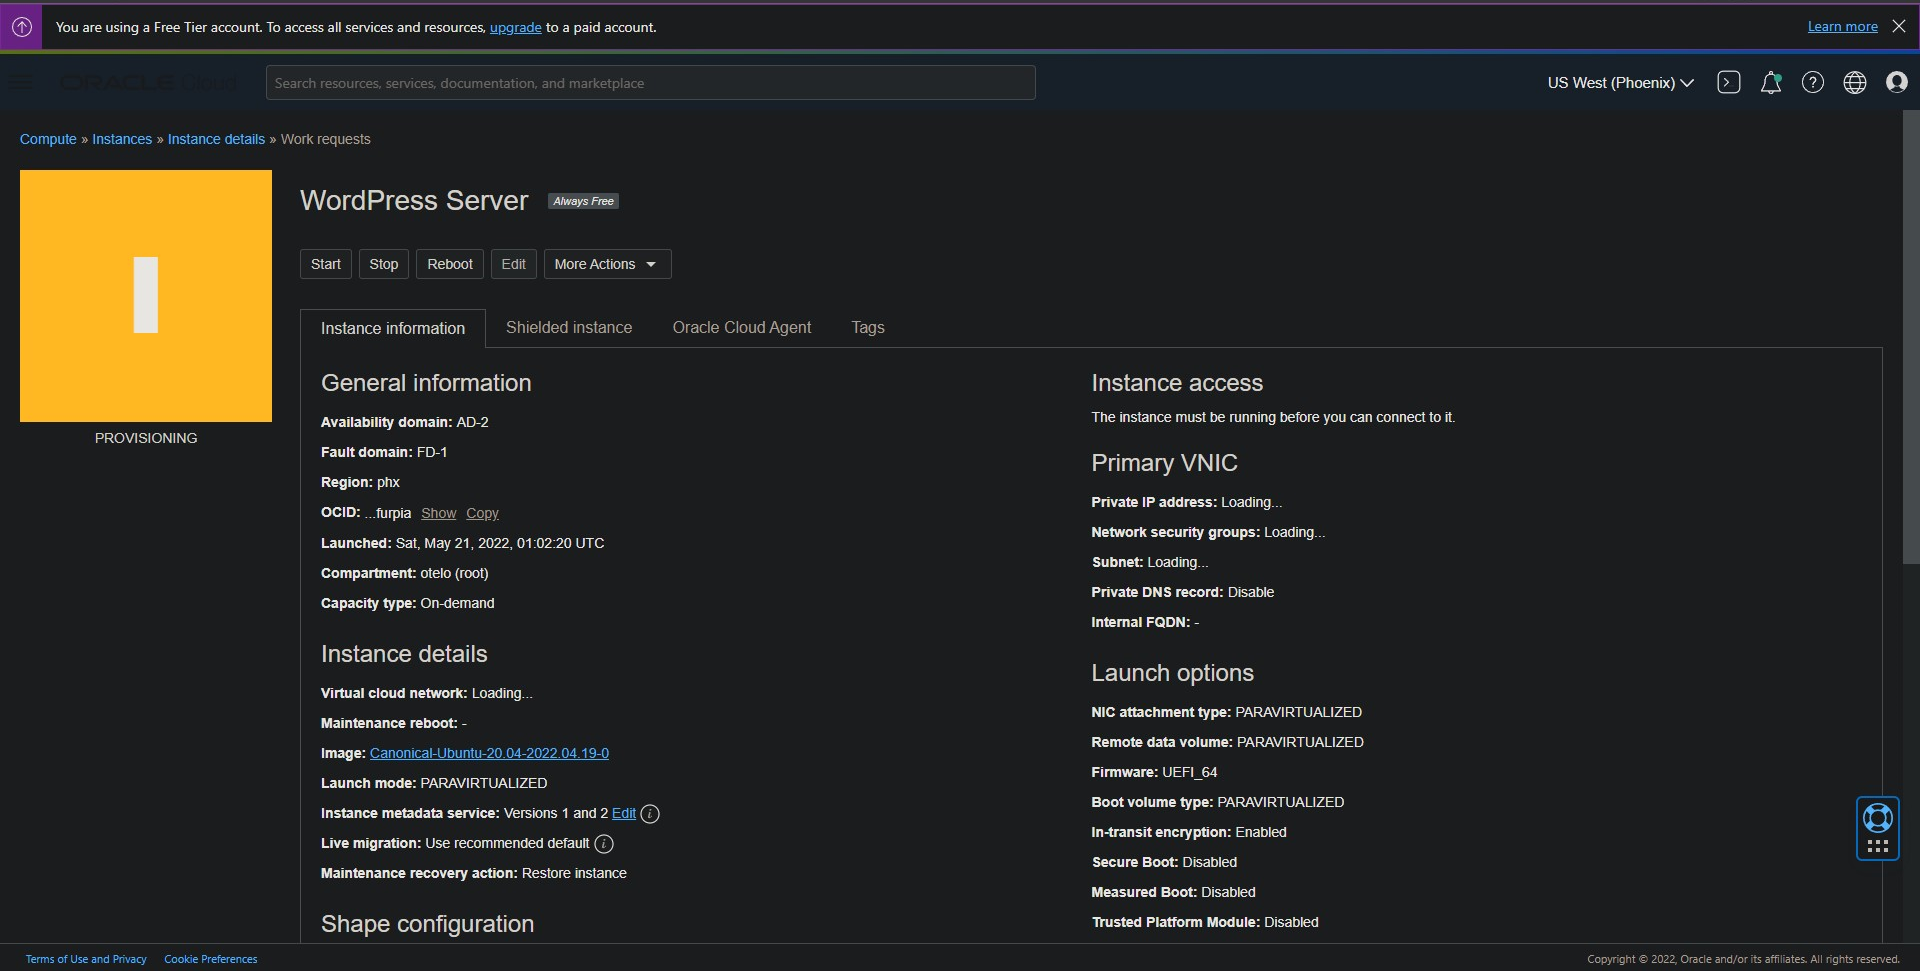 You are using a Free Tier account. To access all services and resources, upgrade to a paid account.
Learn more
ORACLE Cloud
Search resources, services, documentation, and marketplace
US West (Phoenix)
Compute » Instances » Instance details » Work requests
I
PROVISIONING
WordPress Server
Always Free
Start
Stop
Reboot
Edit
More Actions
Instance information
Shielded instance
Oracle Cloud Agent
Tags
General information
Availability domain: AD-2
Fault domain: FD-1
Region: phx
OCID: ...furpia Show Copy
Launched: Sat, May 21, 2022, 01:02:20 UTC
Compartment: otelo (root)
Capacity type: On-demand
Instance details
Virtual cloud network: Loading...
Maintenance reboot: -
Image: Canonical-Ubuntu-20.04-2022.04.19-0
Launch mode: PARAVIRTUALIZED
Instance metadata service: Versions 1 and 2 Edit
Live migration: Use recommended default
Maintenance recovery action: Restore instance
Shape configuration
Instance access
The instance must be running before you can connect to it.
Primary VNIC
Private IP address: Loading...
Network security groups: Loading...
Subnet: Loading...
Private DNS record: Disable
Internal FQDN: -
Launch options
NIC attachment type: PARAVIRTUALIZED
Remote data volume: PARAVIRTUALIZED
Firmware: UEFI_64
Boot volume type: PARAVIRTUALIZED
In-transit encryption: Enabled
Secure Boot: Disabled
Measured Boot: Disabled
Trusted Platform Module: Disabled
Terms of Use and Privacy
Cookie Preferences
Copyright © 2022, Oracle and/or its affiliates. All rights reserved.